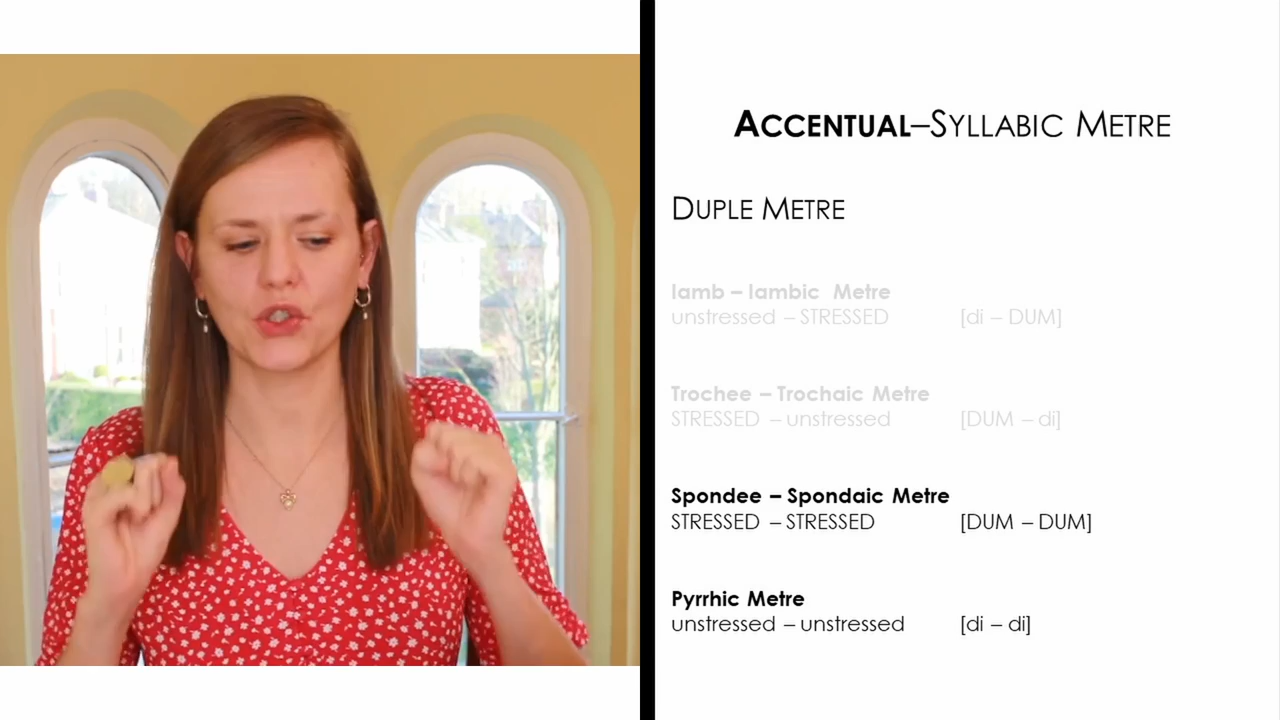 ACCENTUAL–SYLLABIC METRE
DUPLE METRE
Iamb – Iambic Metre
unstressed – STRESSED [di – DUM]
Trochee – Trochaic Metre
STRESSED – unstressed [DUM – di]
Spondee – Spondaic Metre
STRESSED – STRESSED [DUM – DUM]
Pyrrhic Metre
unstressed – unstressed [di – di]